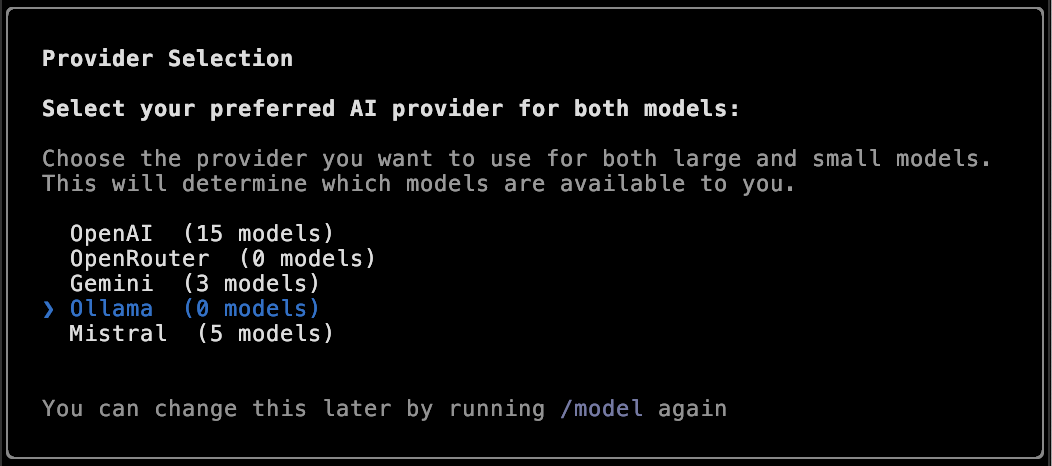 Provider Selection
Select your preferred AI provider for both models:
Choose the provider you want to use for both large and small models.
This will determine which models are available to you.
OpenAI  (15 models)
OpenRouter  (0 models)
Gemini  (3 models)
❯ Ollama  (0 models)
Mistral  (5 models)
You can change this later by running /model again